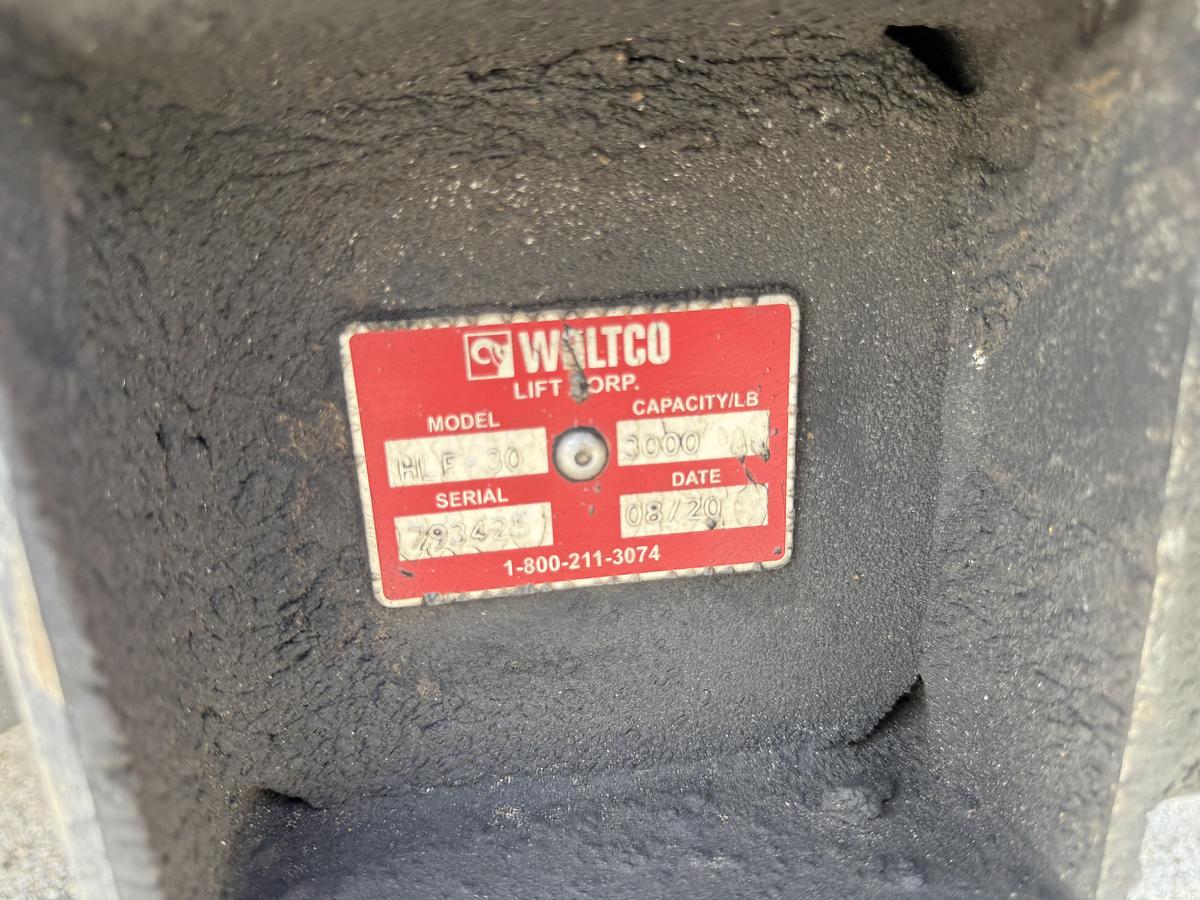 WALTCO
LIFT CORP.
MODEL
CAPACITY/LB
HLF-30
3000
SERIAL
DATE
793425
08/20
1-800-211-3074